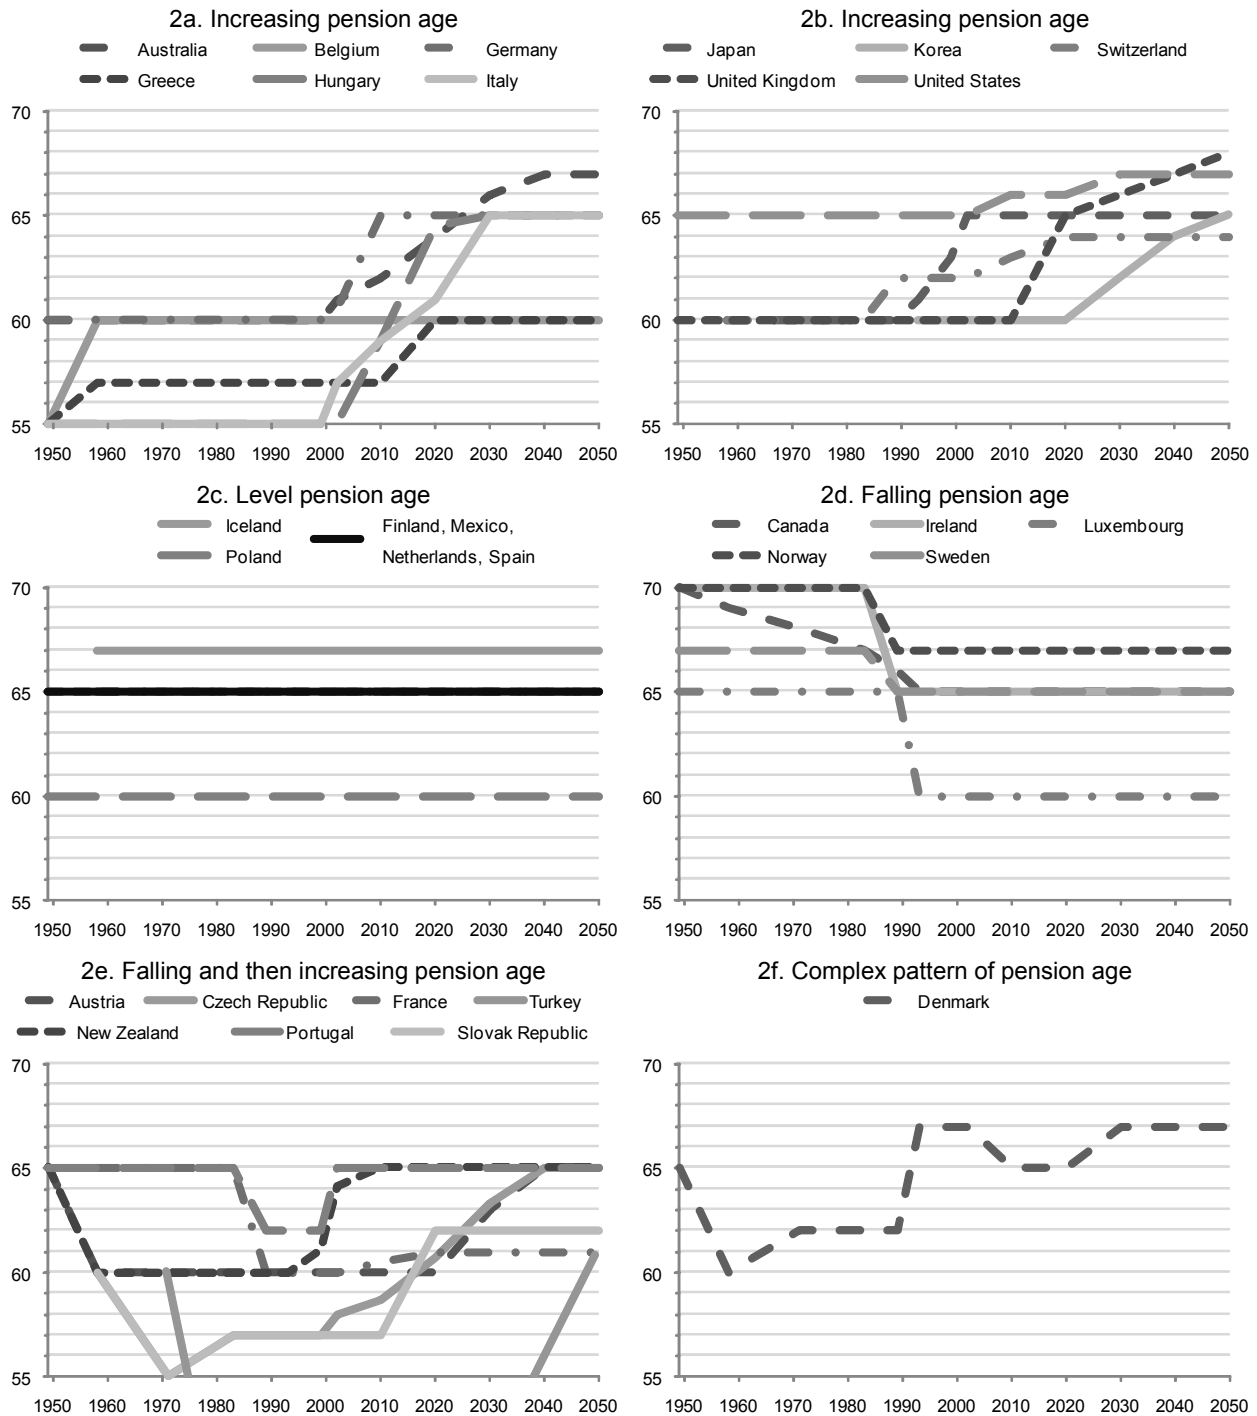 2a. Increasing pension age
Australia Belgium Germany
Greece Hungary Italy
70
65
60
55
1950 1960 1970 1980 1990 2000 2010 2020 2030 2040 2050
2b. Increasing pension age
Japan Korea Switzerland
United Kingdom United States
70
65
60
55
1950 1960 1970 1980 1990 2000 2010 2020 2030 2040 2050
2c. Level pension age
Iceland Finland, Mexico,
Poland Netherlands, Spain
70
65
60
55
1950 1960 1970 1980 1990 2000 2010 2020 2030 2040 2050
2d. Falling pension age
Canada Ireland Luxembourg
Norway Sweden
70
65
60
55
1950 1960 1970 1980 1990 2000 2010 2020 2030 2040 2050
2e. Falling and then increasing pension age
Austria Czech Republic France Turkey
New Zealand Portugal Slovak Republic
70
65
60
55
1950 1960 1970 1980 1990 2000 2010 2020 2030 2040 2050
2f. Complex pattern of pension age
Denmark
70
65
60
55
1950 1960 1970 1980 1990 2000 2010 2020 2030 2040 2050